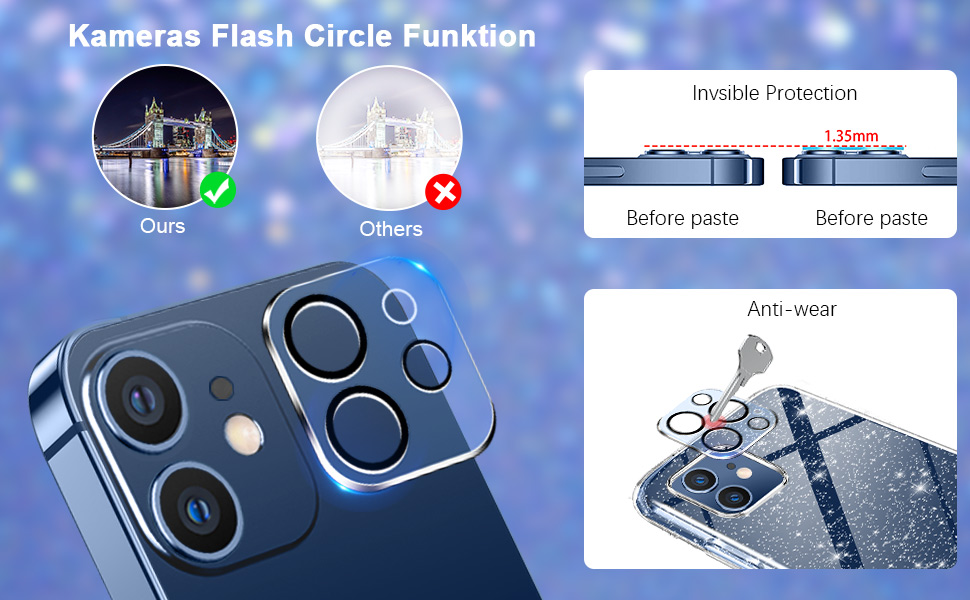 Kameras Flash Circle Funktion
Ours
Others
Invsible Protection
1.35mm
Before paste
Before paste
Anti-wear